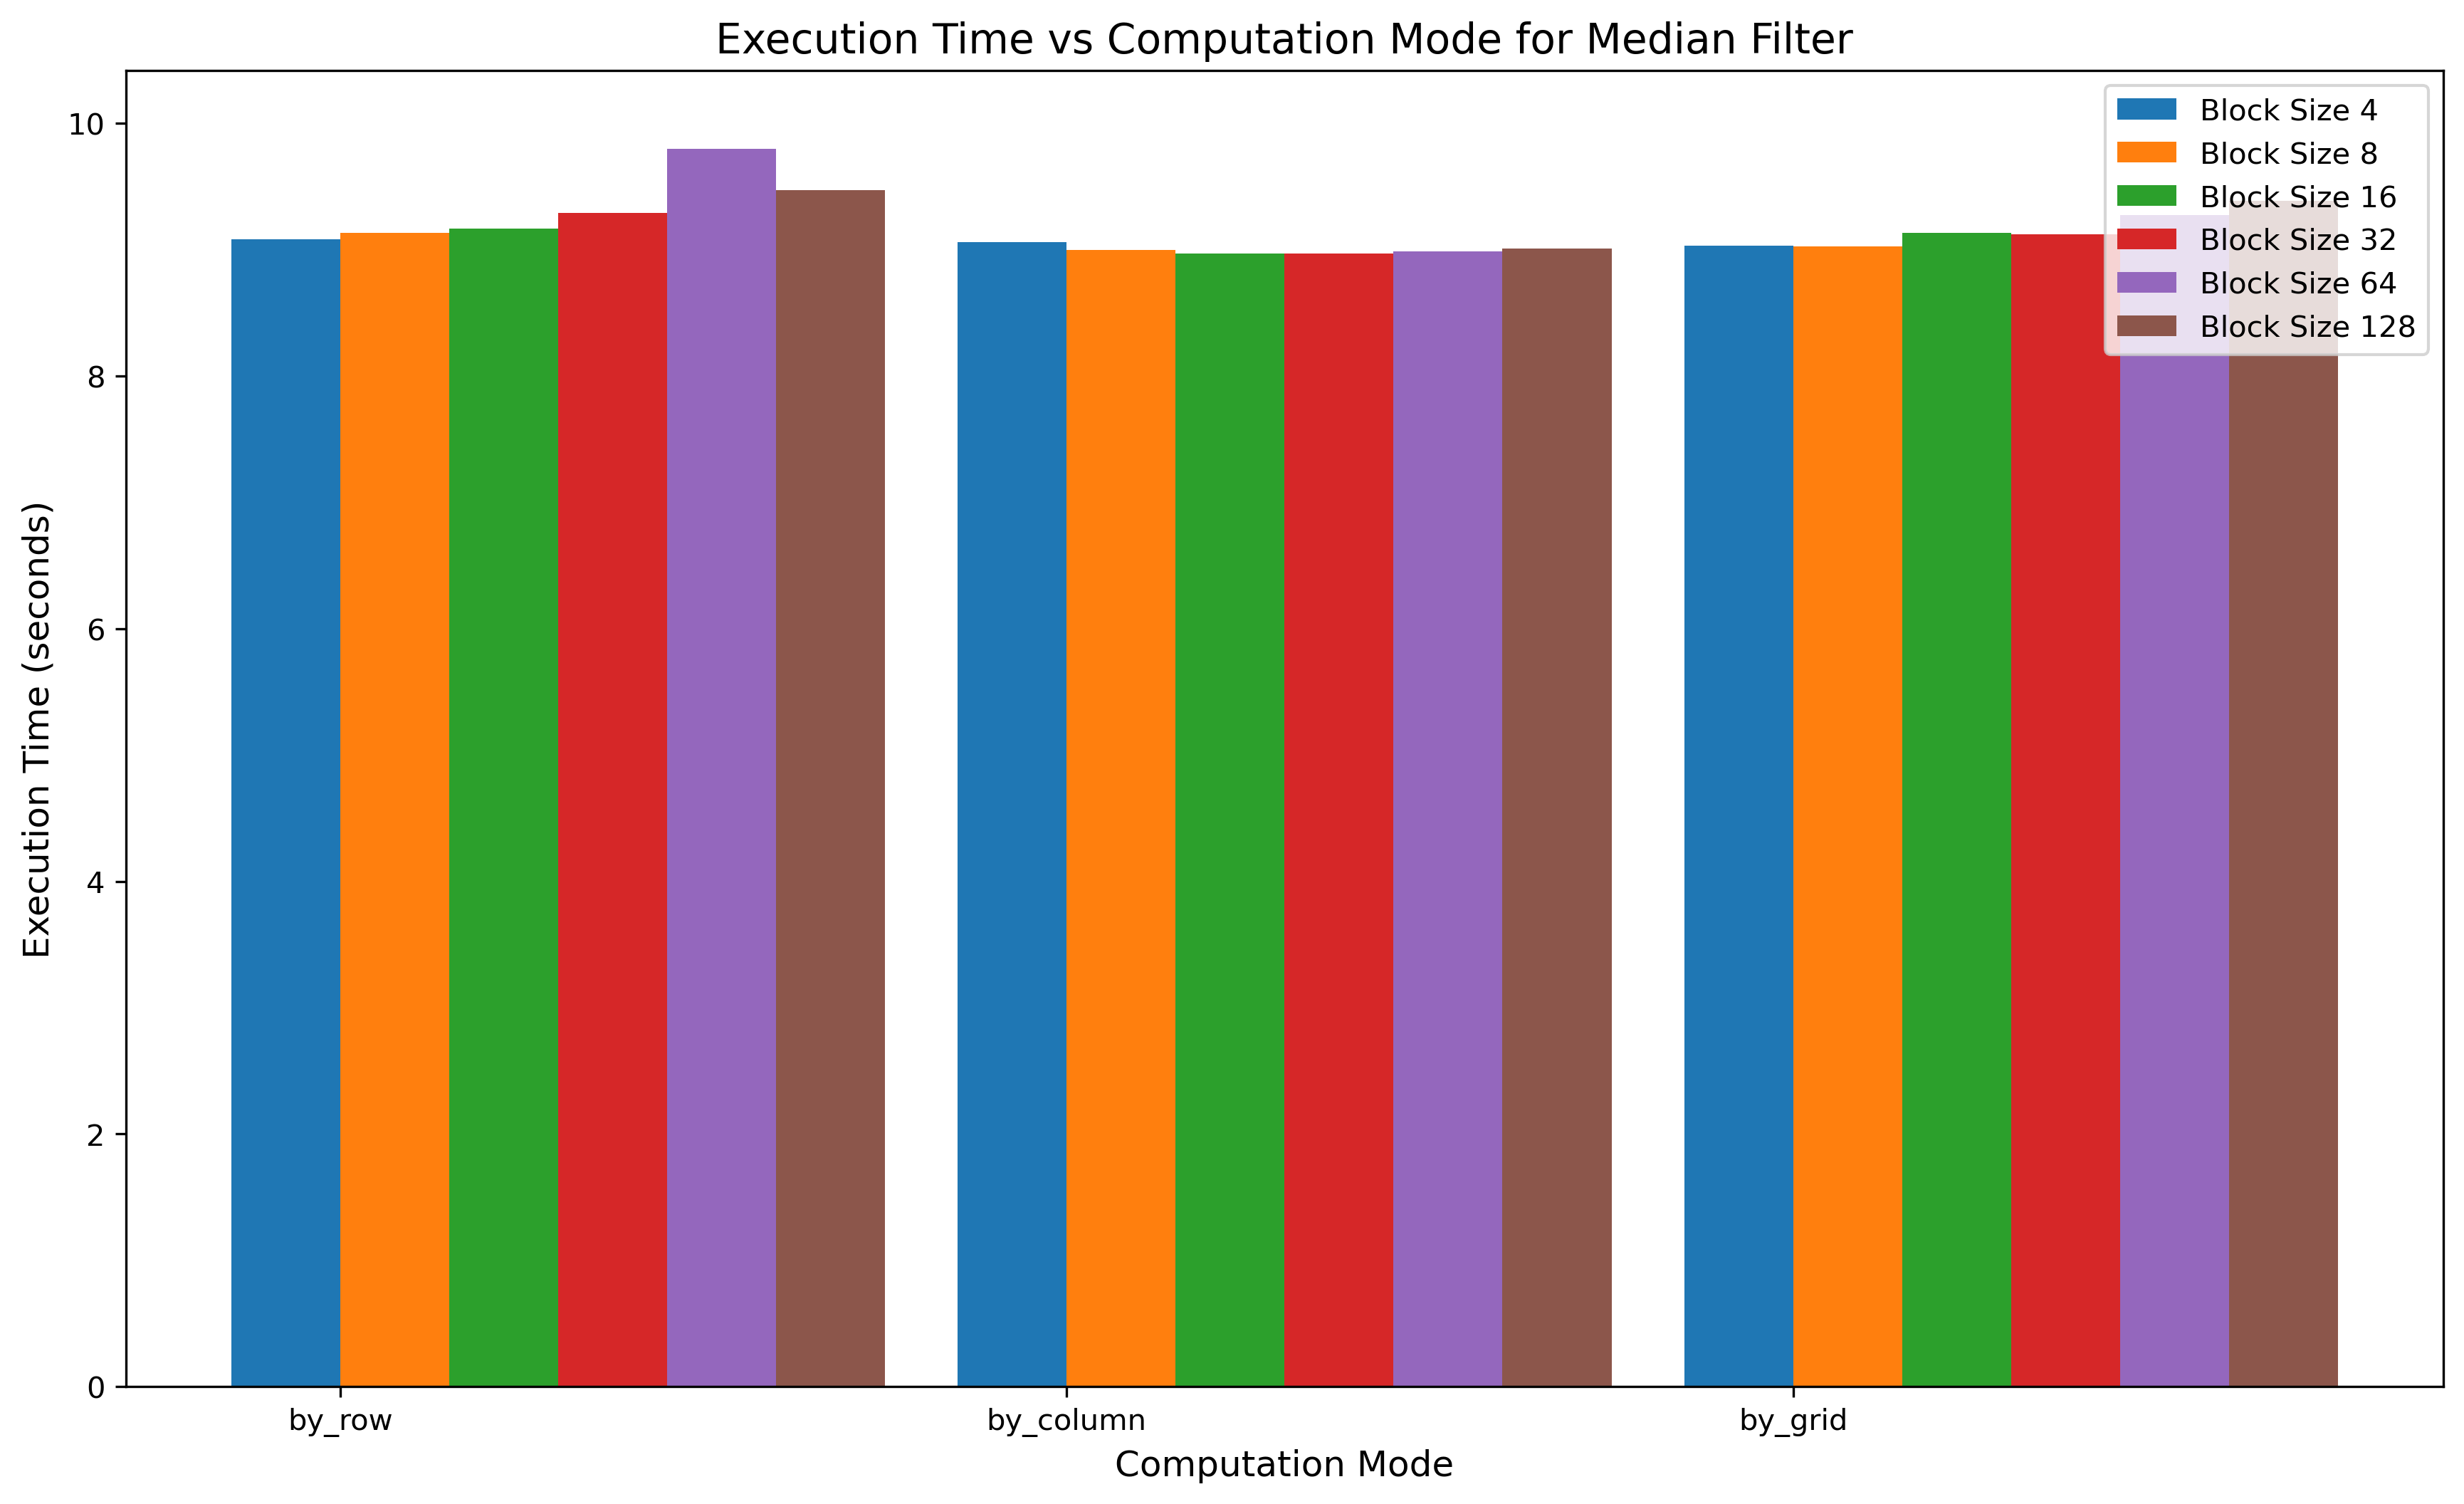 Execution Time vs Computation Mode for Median Filter
Execution Time (seconds)
10
8
6
4
2
0
Block Size 4
Block Size 8
Block Size 16
Block Size 32
Block Size 64
Block Size 128
by_row
by_column
by_grid
Computation Mode